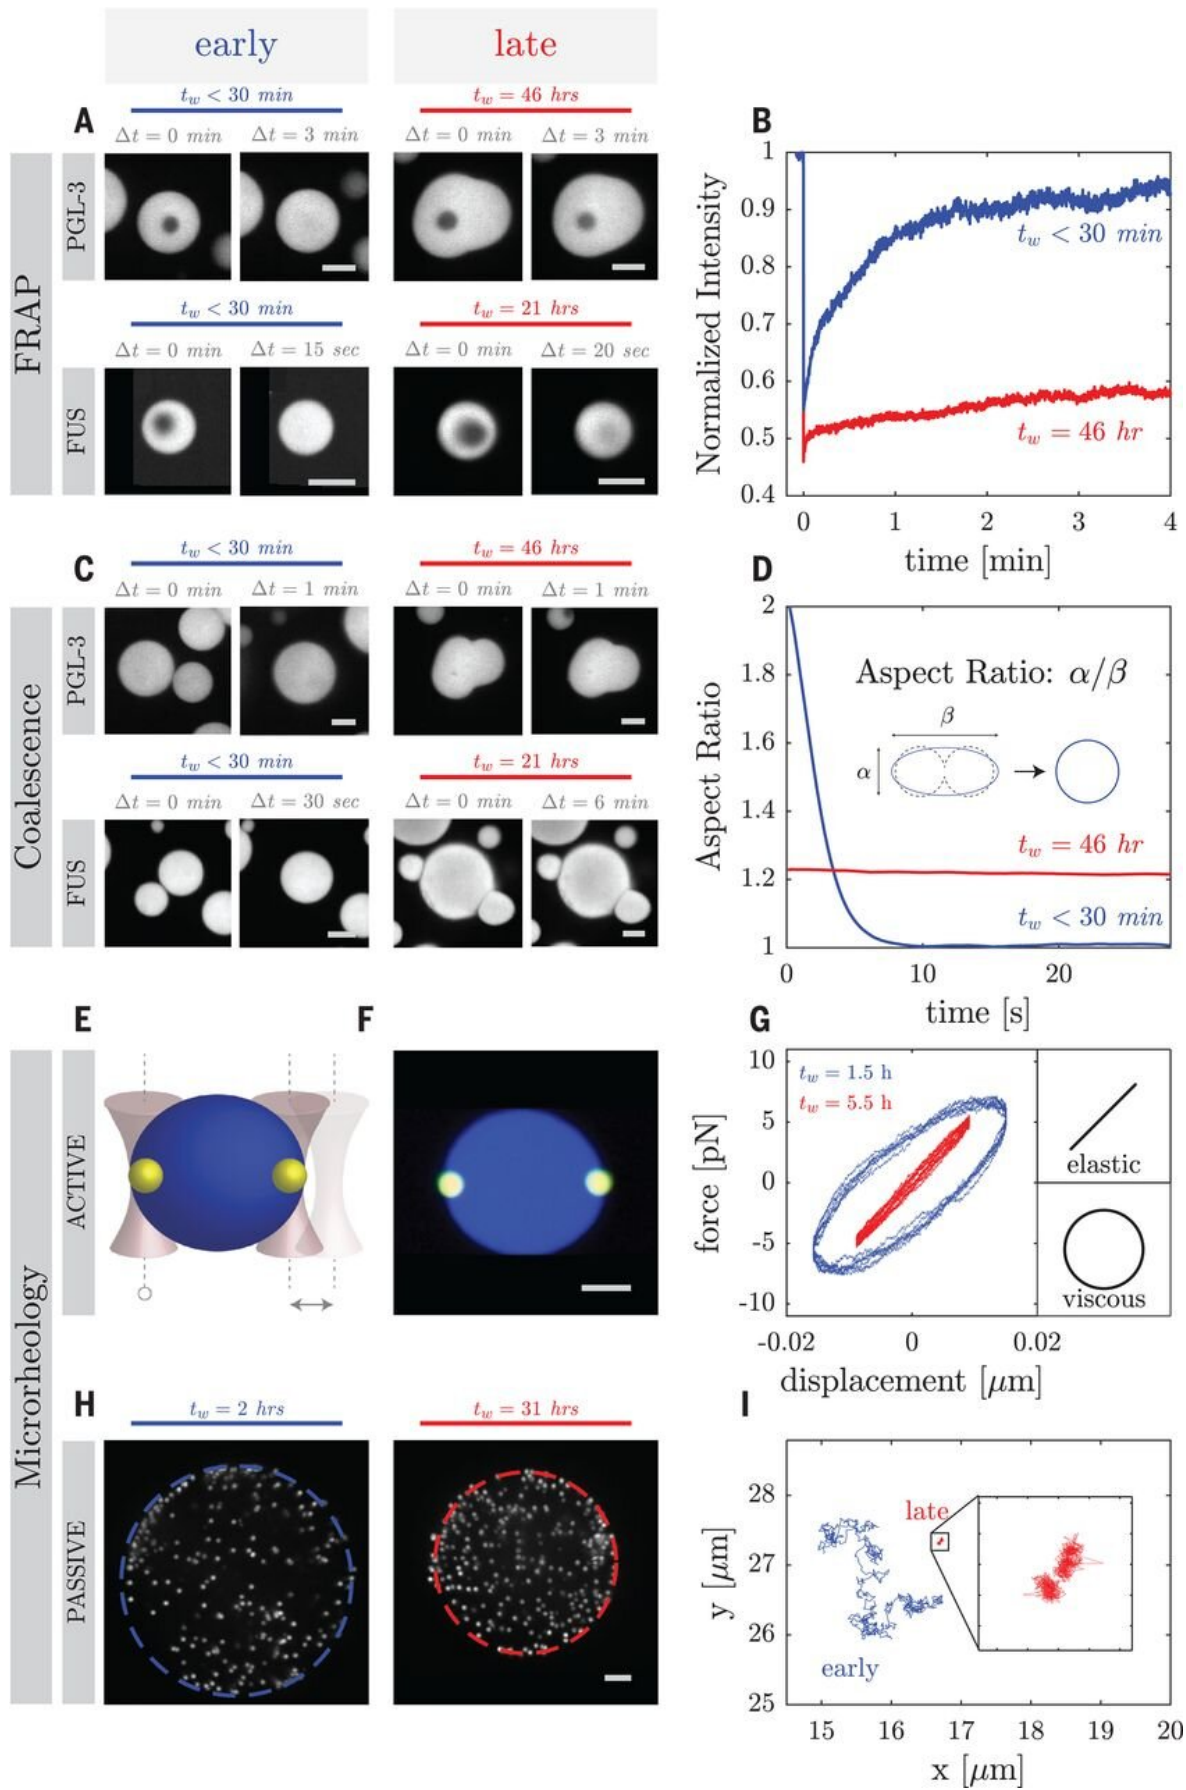 early
late
t_w < 30 min
t_w = 46 hrs
A
Δt = 0 min
Δt = 3 min
Δt = 0 min
Δt = 3 min
FRAP
PGL-3
t_w < 30 min
t_w = 21 hrs
Δt = 0 min
Δt = 15 sec
Δt = 0 min
Δt = 20 sec
FUS
B
Normalized Intensity
1
0.9
0.8
0.7
0.6
0.5
0.4
t_w < 30 min
t_w = 46 hr
0
1
2
3
4
time [min]
t_w < 30 min
t_w = 46 hrs
C
Δt = 0 min
Δt = 1 min
Δt = 0 min
Δt = 1 min
Coalescence
PGL-3
t_w < 30 min
t_w = 21 hrs
Δt = 0 min
Δt = 30 sec
Δt = 0 min
Δt = 6 min
FUS
D
Aspect Ratio
2
1.8
1.6
1.4
1.2
1
Aspect Ratio: α/β
β
α
t_w = 46 hr
t_w < 30 min
0
10
20
time [s]
Microrheology
E
ACTIVE
F
G
force [pN]
10
5
0
-5
-10
t_w = 1.5 h
t_w = 5.5 h
elastic
viscous
-0.02
0
0.02
displacement [μm]
H
t_w = 2 hrs
t_w = 31 hrs
PASSIVE
I
y [μm]
28
27
26
25
late
early
15
16
17
18
19
20
x [μm]